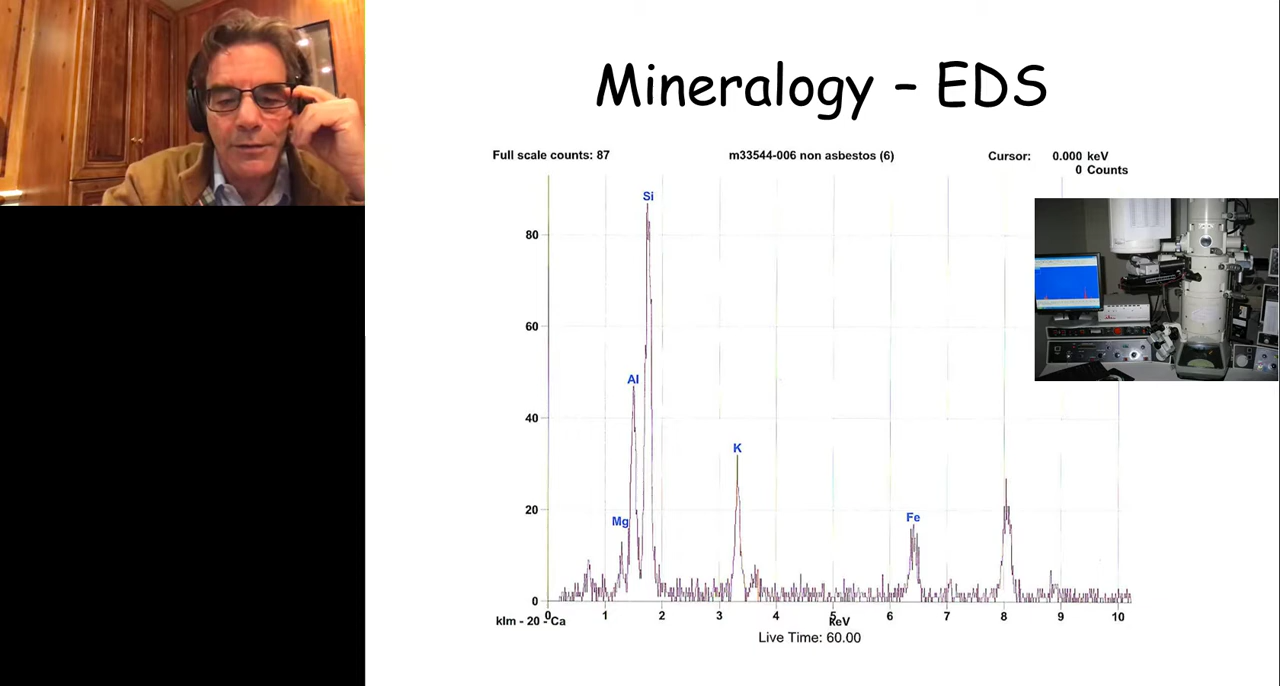 Mineralogy – EDS
Full scale counts: 87 m33544-006 non asbestos (6) Cursor: 0.000 keV
0 Counts
Si
80
60
Al
40
K
20
Mg
Fe
0
0 1 2 3 4 5 6 7 8 9 10
klm - 20 - Ca keV
Live Time: 60.00